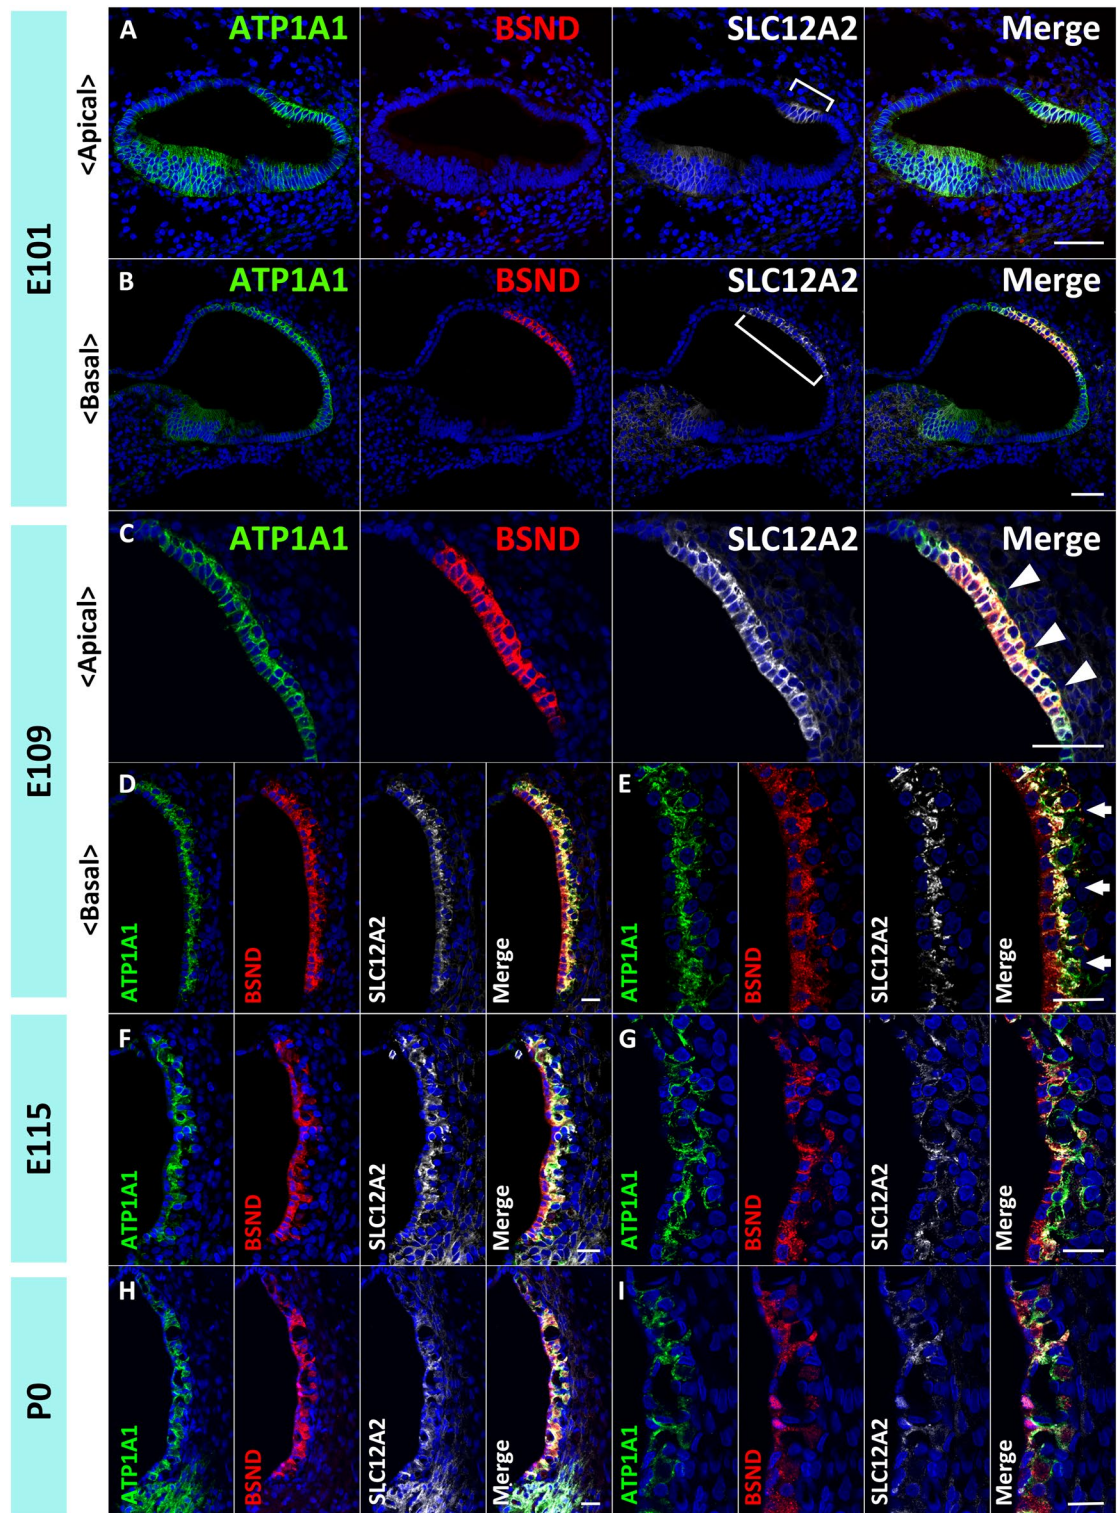 E101
<Apical>
A ATP1A1 BSND SLC12A2 Merge
<Basal>
B ATP1A1 BSND SLC12A2 Merge
E109
<Apical>
C ATP1A1 BSND SLC12A2 Merge
<Basal>
D ATP1A1 BSND SLC12A2 Merge
E ATP1A1 BSND SLC12A2 Merge
E115
F ATP1A1 BSND SLC12A2 Merge
G ATP1A1 BSND SLC12A2 Merge
P0
H ATP1A1 BSND SLC12A2 Merge
I ATP1A1 BSND SLC12A2 Merge